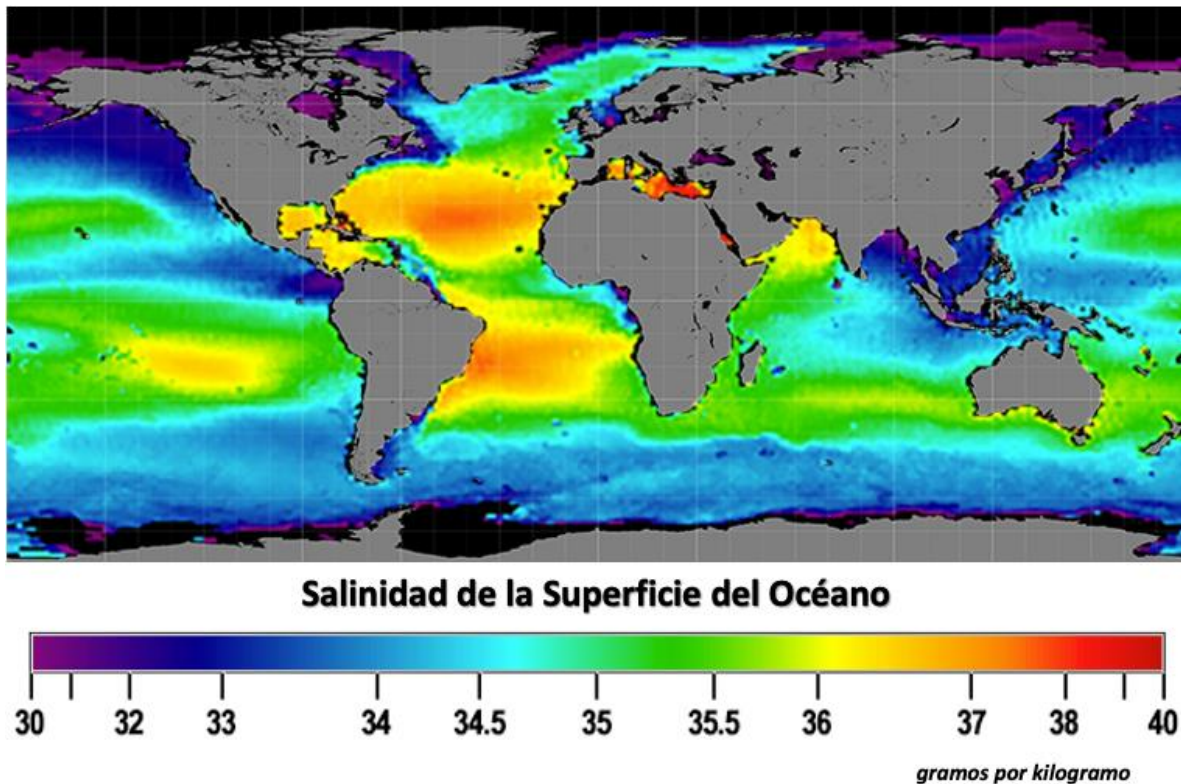 Salinidad de la Superficie del Océano
30 32 33 34 34.5 35 35.5 36 37 38 40
gramos por kilogramo